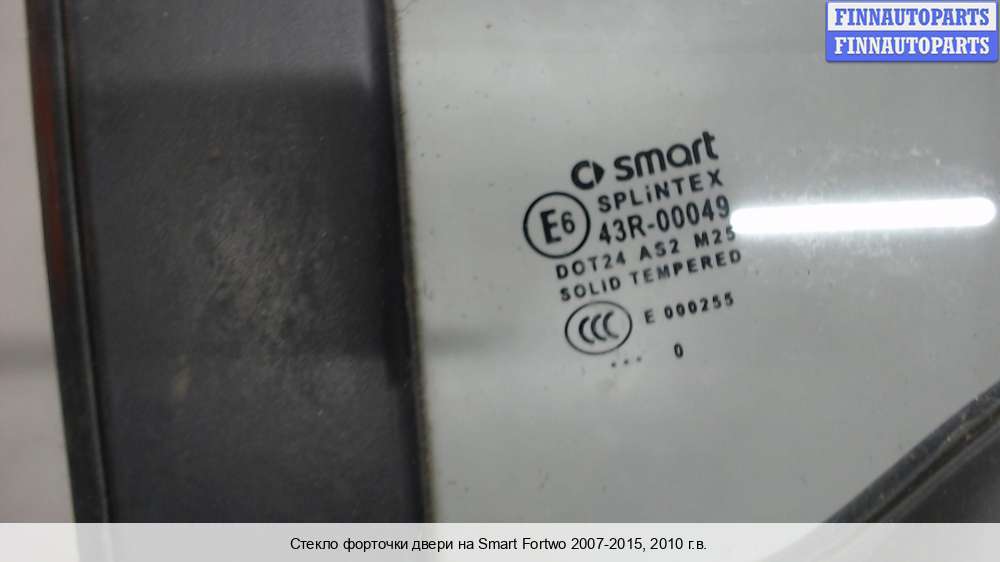 FINNAUTOPARTS
FINNAUTOPARTS
smart
SPLiNTEX
E6
43R-00049
DOT24 AS2 M25
SOLiD TEMPERED
CCC
E 000255
... 0
Стекло форточки двери на Smart Fortwo 2007-2015, 2010 г.в.